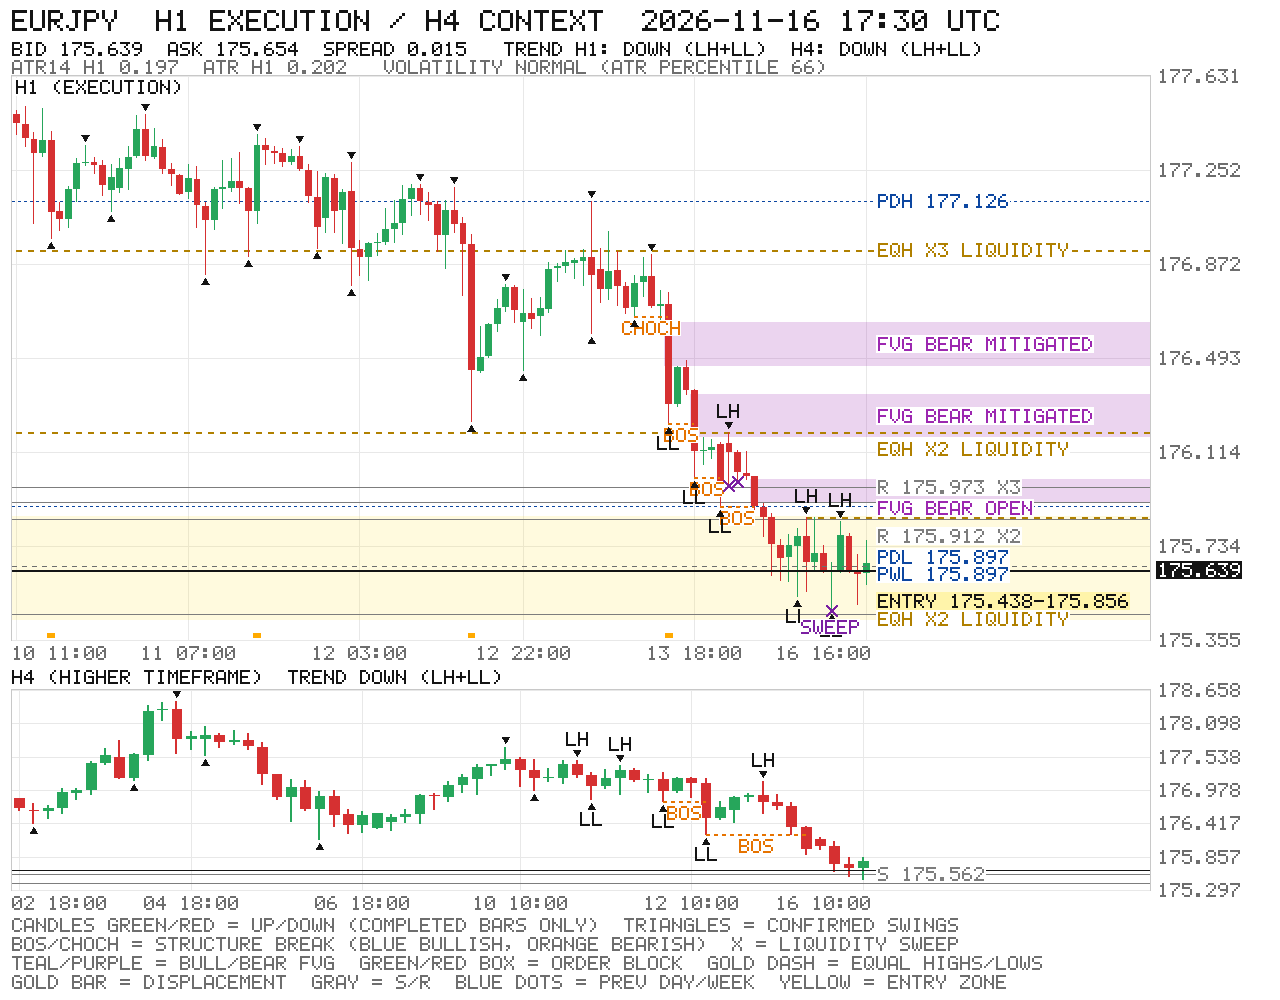 EURJPY  H1 EXECUTION / H4 CONTEXT  2026-11-16 17:30 UTC
BID 175.639  ASK 175.654  SPREAD 0.015   TREND H1: DOWN (LH+LL)  H4: DOWN (LH+LL)
ATR14 H1 0.197  ATR H1 0.202   VOLATILITY NORMAL (ATR PERCENTILE 66)
H1 (EXECUTION)
177.631
177.252
PDH 177.126
EQH X3 LIQUIDITY
176.872
CHOCH
FVG BEAR MITIGATED
176.493
LH
FVG BEAR MITIGATED
BOS
LL
EQH X2 LIQUIDITY
176.114
R 175.973 X3
BOS
LL
LH
LH
FVG BEAR OPEN
BOS
LL
R 175.912 X2
175.734
PDL 175.897
PWL 175.897
175.639
ENTRY 175.438-175.856
LL
EQH X2 LIQUIDITY
SWEEP
175.355
10 11:00
11 07:00
12 03:00
12 22:00
13 18:00
16 16:00
H4 (HIGHER TIMEFRAME)  TREND DOWN (LH+LL)
178.658
178.098
LH
LH
177.538
LH
176.978
BOS
LL
LL
176.417
BOS
LL
175.857
S 175.562
175.297
02 18:00
04 18:00
06 18:00
10 10:00
12 10:00
16 10:00
CANDLES GREEN/RED = UP/DOWN (COMPLETED BARS ONLY)  TRIANGLES = CONFIRMED SWINGS
BOS/CHOCH = STRUCTURE BREAK (BLUE BULLISH, ORANGE BEARISH)  X = LIQUIDITY SWEEP
TEAL/PURPLE = BULL/BEAR FVG  GREEN/RED BOX = ORDER BLOCK  GOLD DASH = EQUAL HIGHS/LOWS
GOLD BAR = DISPLACEMENT  GRAY = S/R  BLUE DOTS = PREV DAY/WEEK  YELLOW = ENTRY ZONE